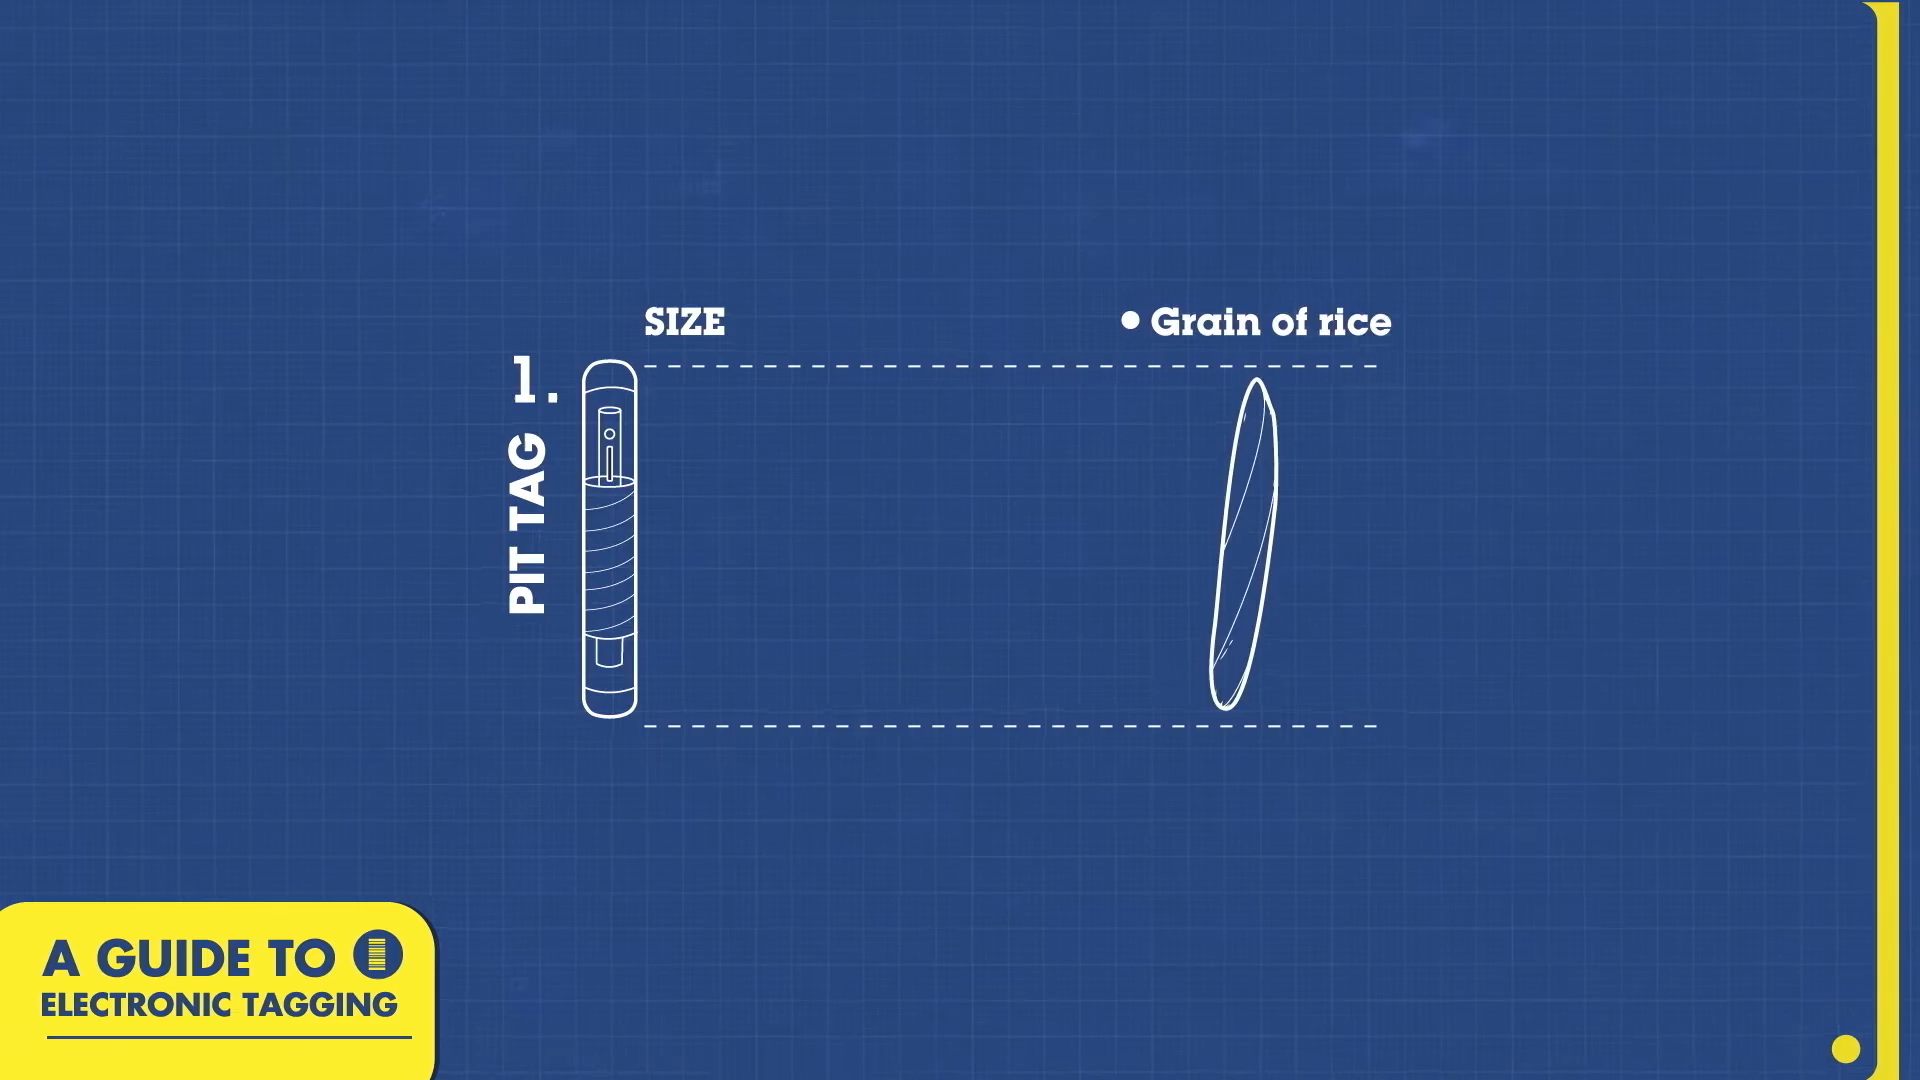 SIZE
• Grain of rice
1.
PIT TAG
A GUIDE TO
ELECTRONIC TAGGING